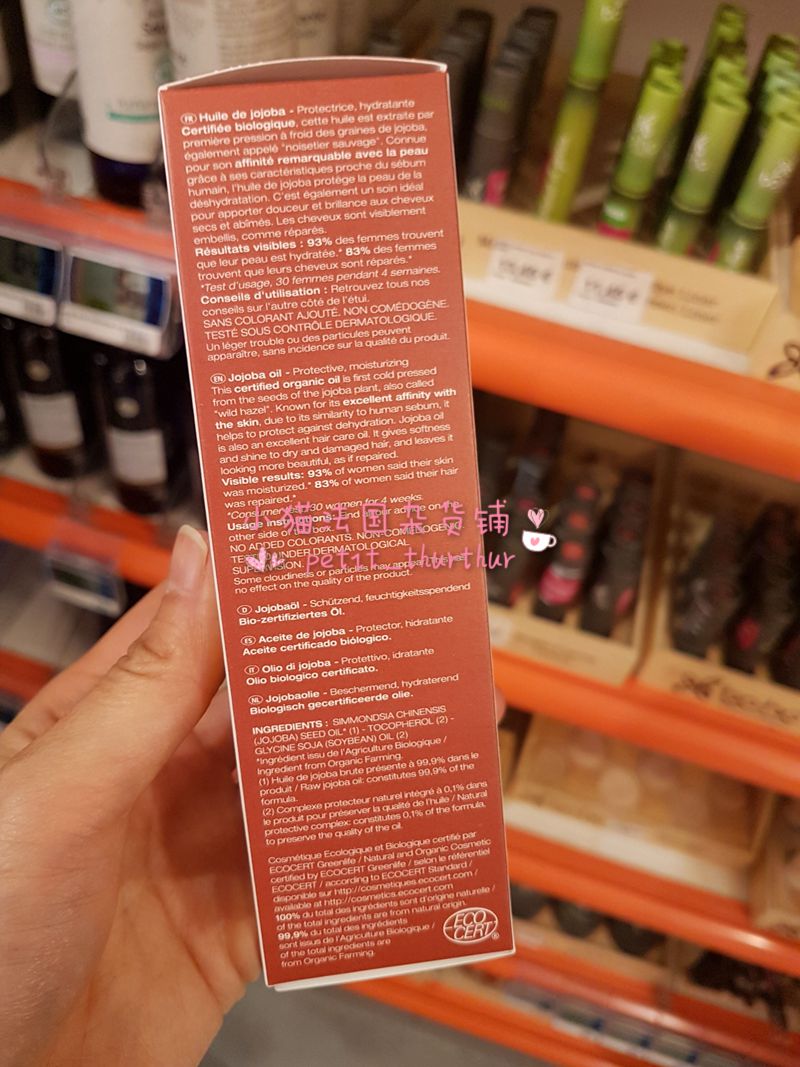 FR Huile de jojoba - Protectrice, hydratante
Certifiée biologique, cette huile est extraite par
première pression à froid des graines de jojoba,
également appelé "noisetier sauvage". Connue
pour son affinité remarquable avec la peau
grâce à ses caractéristiques proche du sébum
humain, l'huile de jojoba protège la peau de la
déshydratation. C'est également un soin idéal
pour apporter douceur et brillance aux cheveux
secs et abîmés. Les cheveux sont visiblement
embellis, comme réparés.
Résultats visibles : 93% des femmes trouvent
que leur peau est hydratée.* 83% des femmes
trouvent que leurs cheveux sont réparés.*
*Test d'usage, 30 femmes pendant 4 semaines.
Conseils d'utilisation : Retrouvez tous nos
conseils sur l'autre côté de l'étui.
SANS COLORANT AJOUTÉ. NON COMÉDOGÈNE.
TESTÉ SOUS CONTRÔLE DERMATOLOGIQUE.
Un léger trouble ou des particules peuvent
apparaître, sans incidence sur la qualité du produit.
EN Jojoba oil - Protective, moisturizing
This certified organic oil is first cold pressed
from the seeds of the jojoba plant, also called
"wild hazel". Known for its excellent affinity with
the skin, due to its similarity to human sebum, it
helps to protect against dehydration. Jojoba oil
is also an excellent hair care oil. It gives softness
and shine to dry and damaged hair, and leaves it
looking more beautiful, as if repaired.
Visible results: 93% of women said their skin
was moisturized.* 83% of women said their hair
was repaired.*
30 women for 4 weeks.
Usage on the
other side of the box.
NO ADDED COLORANTS. NON-COMEDOGENIC.
UNDER DERMATOLOGICAL
SUPERVISION.
Some cloudiness or particles may appear
no effect on the quality of the product.
小猫法国杂货铺
petit_thurthur
D Jojobaöl - Schützend, feuchtigkeitsspendend
Bio-zertifiziertes Öl.
ES Aceite de jojoba - Protector, hidratante
Aceite certificado biólogico.
IT Olio di jojoba - Protettivo, idratante
Olio biologico certificato.
NL Jojobaolie - Beschermend, hydraterend
Biologisch gecertificeerde olie.
INGREDIENTS : SIMMONDSIA CHINENSIS
(JOJOBA) SEED OIL* (1) - TOCOPHEROL (2) -
GLYCINE SOJA (SOYBEAN) OIL (2)
*Ingrédient issu de l'Agriculture Biologique /
Ingredient from Organic Farming.
(1) Huile de jojoba brute présente à 99,9% dans le
produit / Raw jojoba oil: constitutes 99,9% of the
formula.
(2) Complexe protecteur naturel intégré à 0,1% dans
le produit pour préserver la qualité de l'huile / Natural
protective complex: constitutes 0,1% of the formula,
to preserve the quality of the oil.
Cosmétique Ecologique et Biologique certifié par
ECOCERT Greenlife / Natural and Organic Cosmetic
certified by ECOCERT Greenlife / selon le référentiel
ECOCERT / according to ECOCERT Standard /
disponible sur http://cosmetiques.ecocert.com /
available at http://cosmetics.ecocert.com
100% du total des ingrédients sont d'origine naturelle /
of the total ingredients are from natural origin.
99,9% du total des ingrédients
sont issus de l'Agriculture Biologique /
of the total ingredients are
from Organic Farming.
ECO
CERT
®